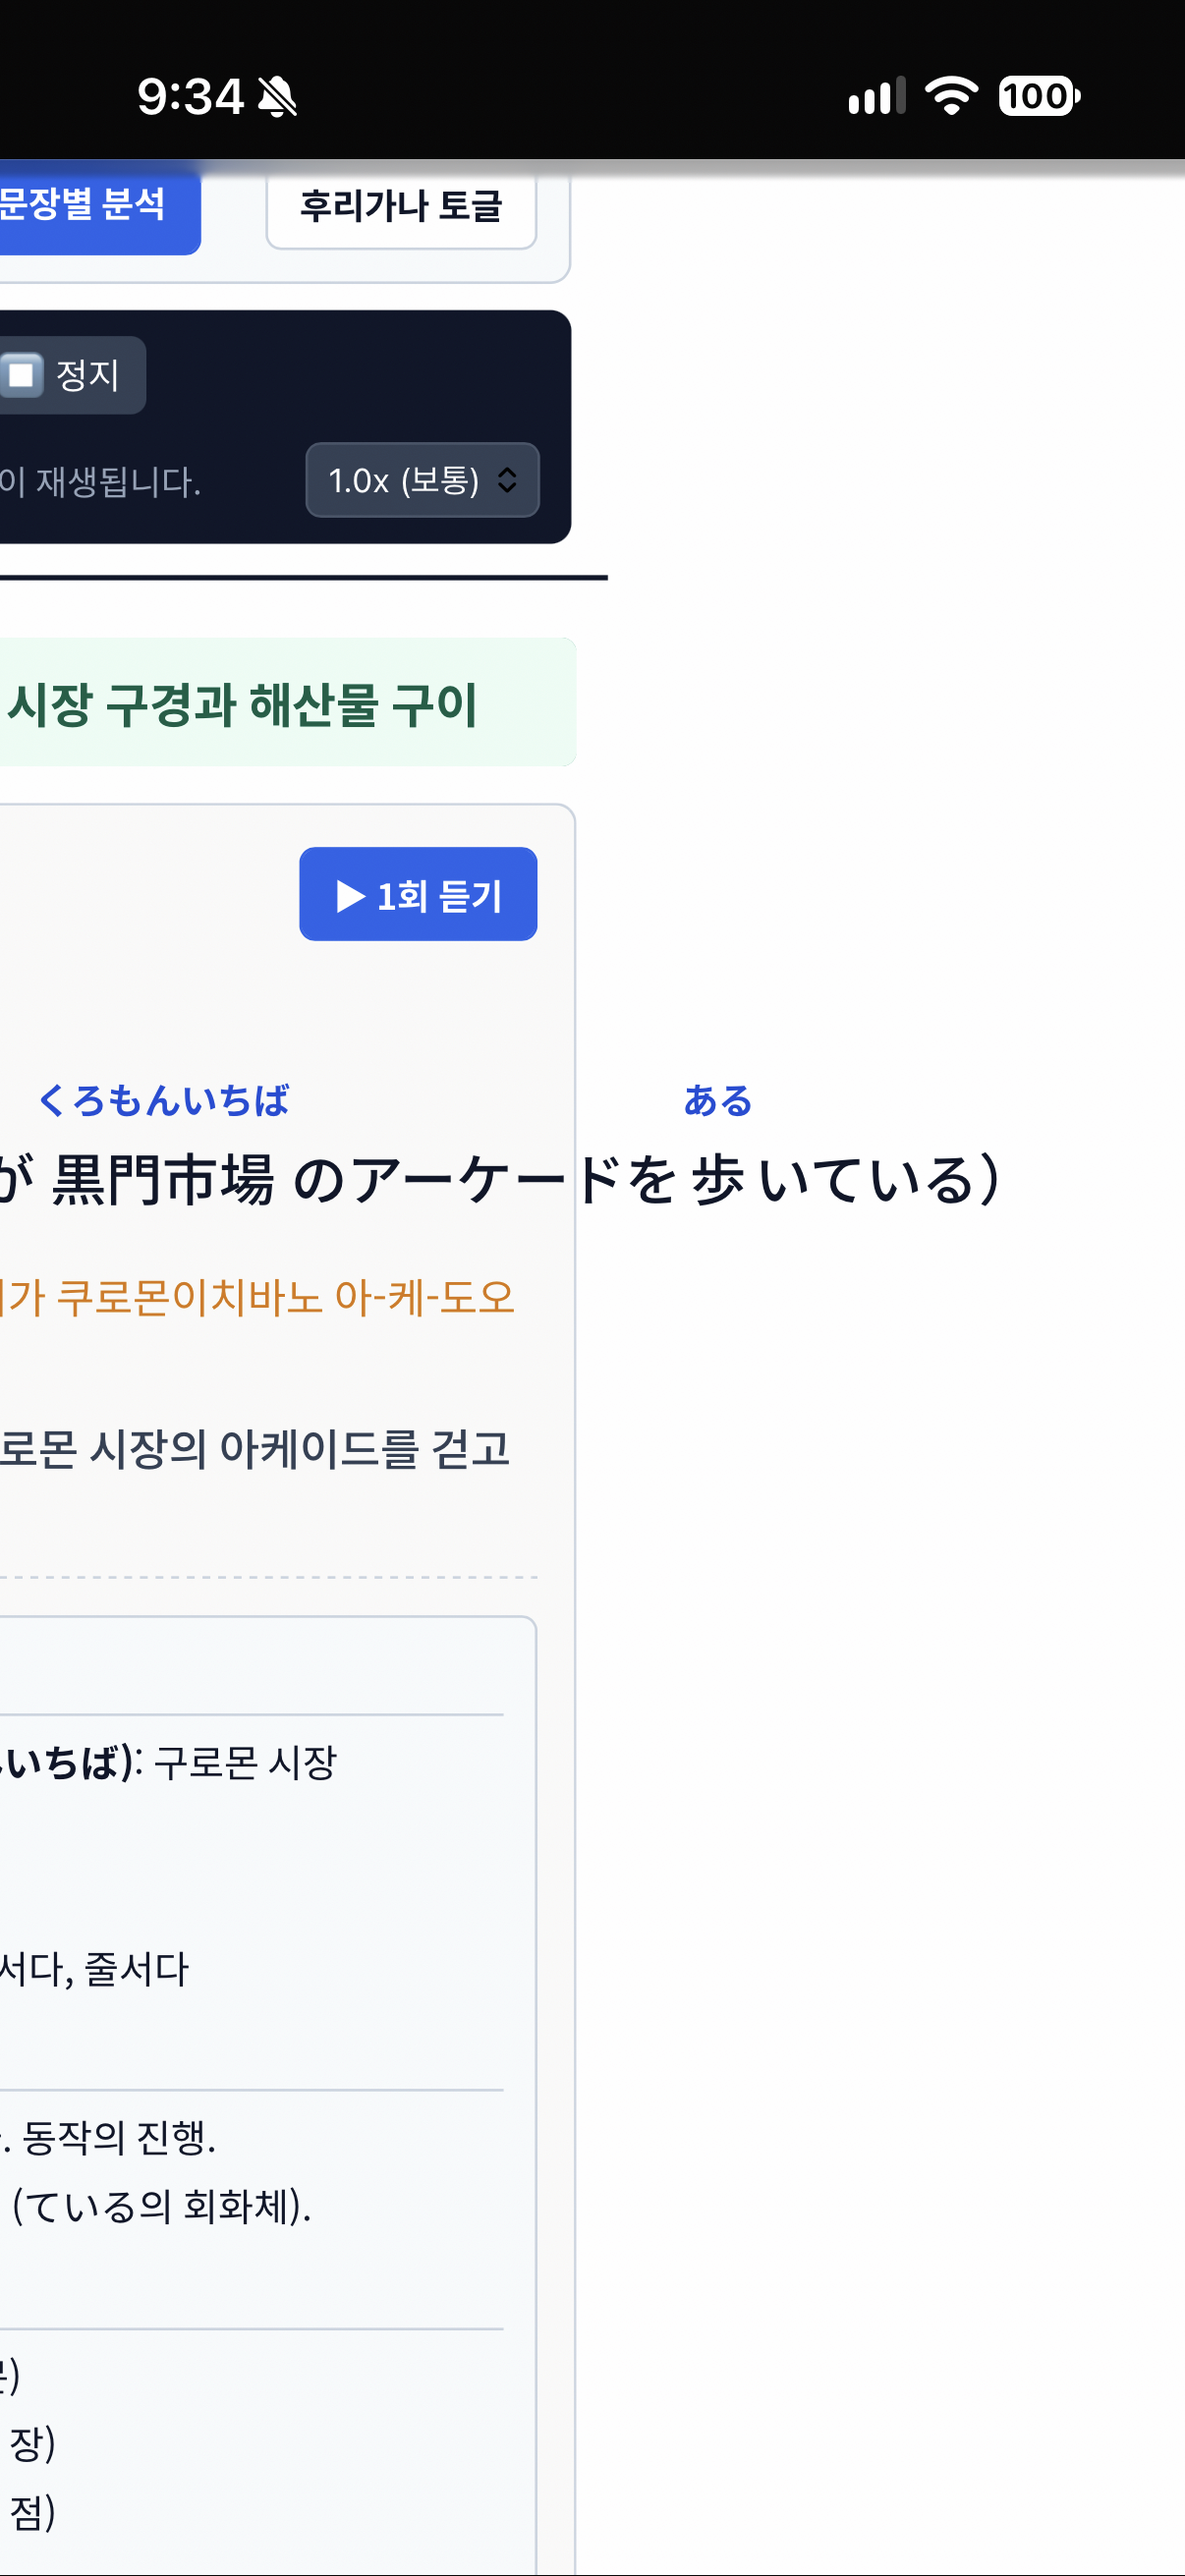 9:34
100
문장별 분석
후리가나 토글
정지
이 재생됩니다.
1.0x (보통)
시장 구경과 해산물 구이
▶ 1회 듣기
くろもんいちば ある
が 黒門市場 のアーケードを 歩 いている）
가 쿠로몬이치바노 아-케-도오
로몬 시장의 아케이드를 걷고
いちば): 구로몬 시장
서다, 줄서다
. 동작의 진행.
(ている의 회화체).
장)
점)